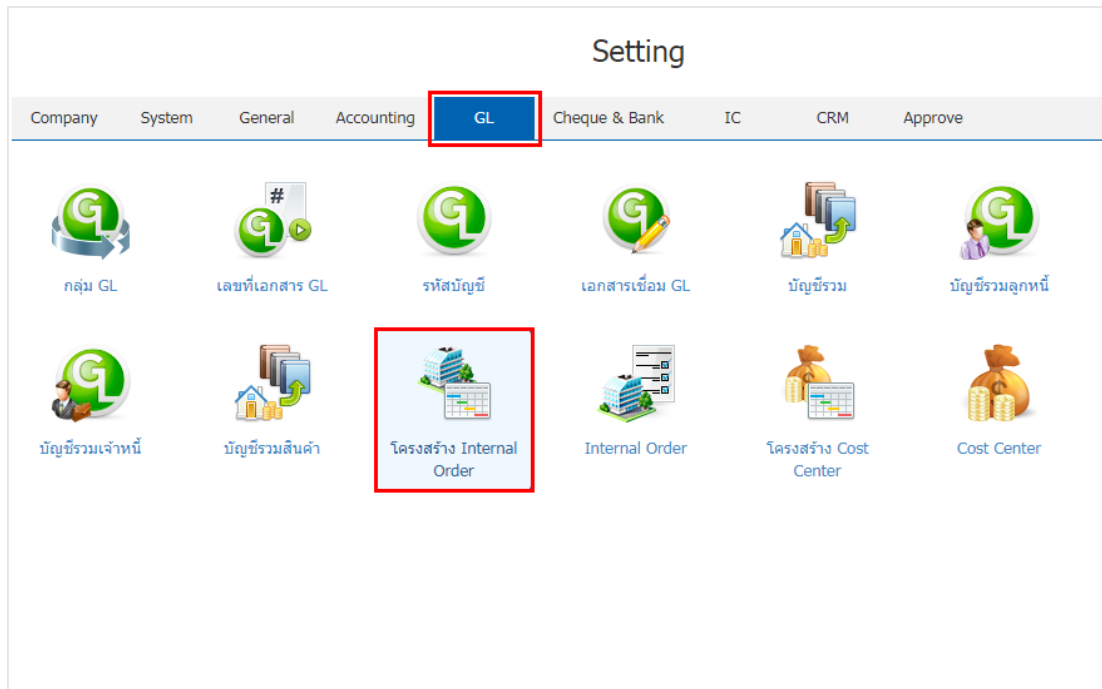 Setting
Company System General Accounting GL Cheque & Bank IC CRM Approve
#
กลุ่ม GL เลขที่เอกสาร GL รหัสบัญชี เอกสารเชื่อม GL บัญชีรวม บัญชีรวมลูกหนี้
บัญชีรวมเจ้าหนี้ บัญชีรวมสินค้า โครงสร้าง Internal Internal Order โครงสร้าง Cost Cost Center
Order Center